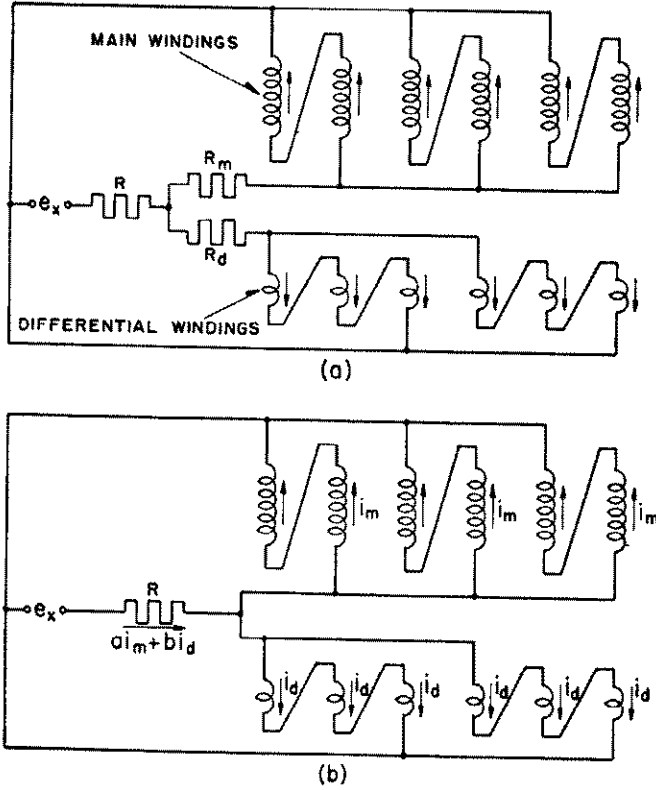 MAIN WINDINGS
R_m
R
e_x
R_d
DIFFERENTIAL WINDINGS
(a)
i_m i_m i_m
R
e_x
ai_m+bi_d
i_d i_d i_d i_d i_d i_d
(b)